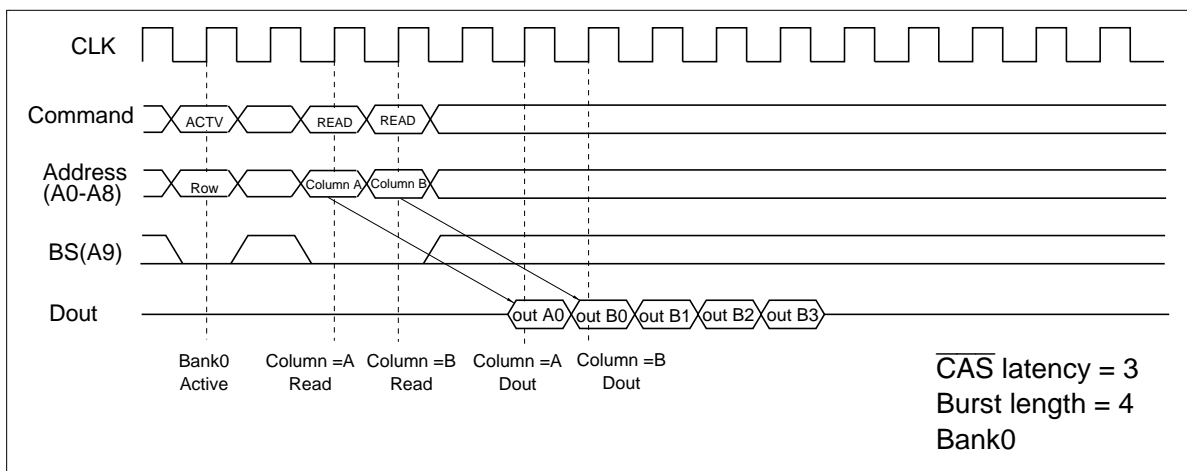 CLK
Command
ACTV
READ
READ
Address
(A0-A8)
Row
Column A
Column B
BS(A9)
Dout
out A0
out B0
out B1
out B2
out B3
Bank0
Active
Column =A
Read
Column =B
Read
Column =A
Dout
Column =B
Dout
CAS latency = 3
Burst length = 4
Bank0